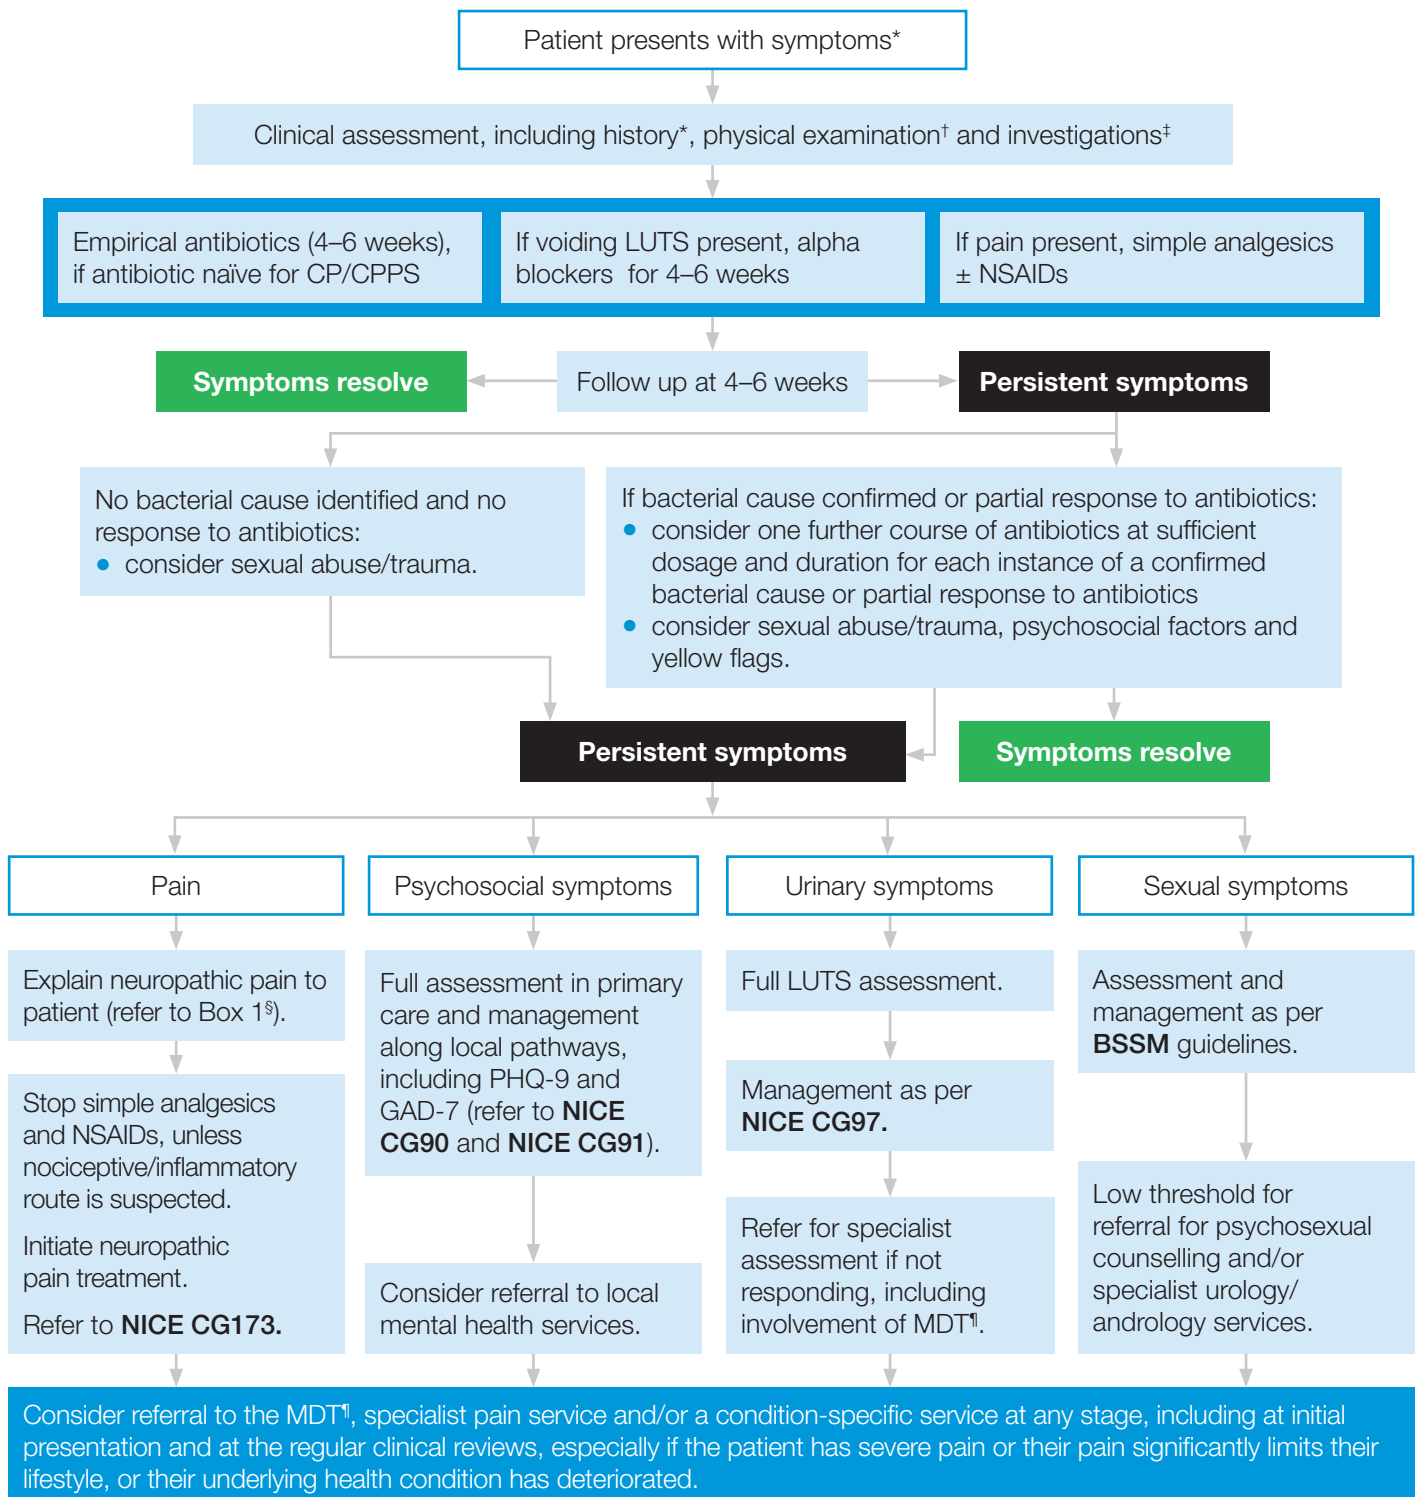 Patient presents with symptoms*
Clinical assessment, including history*, physical examination† and investigations‡
Empirical antibiotics (4–6 weeks),
if antibiotic naïve for CP/CPPS
If voiding LUTS present, alpha
blockers for 4–6 weeks
If pain present, simple analgesics
± NSAIDs
Symptoms resolve
Follow up at 4–6 weeks
Persistent symptoms
No bacterial cause identified and no
response to antibiotics:
• consider sexual abuse/trauma.
If bacterial cause confirmed or partial response to antibiotics:
• consider one further course of antibiotics at sufficient
dosage and duration for each instance of a confirmed
bacterial cause or partial response to antibiotics
• consider sexual abuse/trauma, psychosocial factors and
yellow flags.
Persistent symptoms
Symptoms resolve
Pain
Psychosocial symptoms
Urinary symptoms
Sexual symptoms
Explain neuropathic pain to
patient (refer to Box 1§).
Stop simple analgesics
and NSAIDs, unless
nociceptive/inflammatory
route is suspected.
Initiate neuropathic
pain treatment.
Refer to NICE CG173.
Full assessment in primary
care and management
along local pathways,
including PHQ-9 and
GAD-7 (refer to NICE
CG90 and NICE CG91).
Consider referral to local
mental health services.
Full LUTS assessment.
Management as per
NICE CG97.
Refer for specialist
assessment if not
responding, including
involvement of MDT¶.
Assessment and
management as per
BSSM guidelines.
Low threshold for
referral for psychosexual
counselling and/or
specialist urology/
andrology services.
Consider referral to the MDT¶, specialist pain service and/or a condition-specific service at any stage, including at initial
presentation and at the regular clinical reviews, especially if the patient has severe pain or their pain significantly limits their
lifestyle, or their underlying health condition has deteriorated.